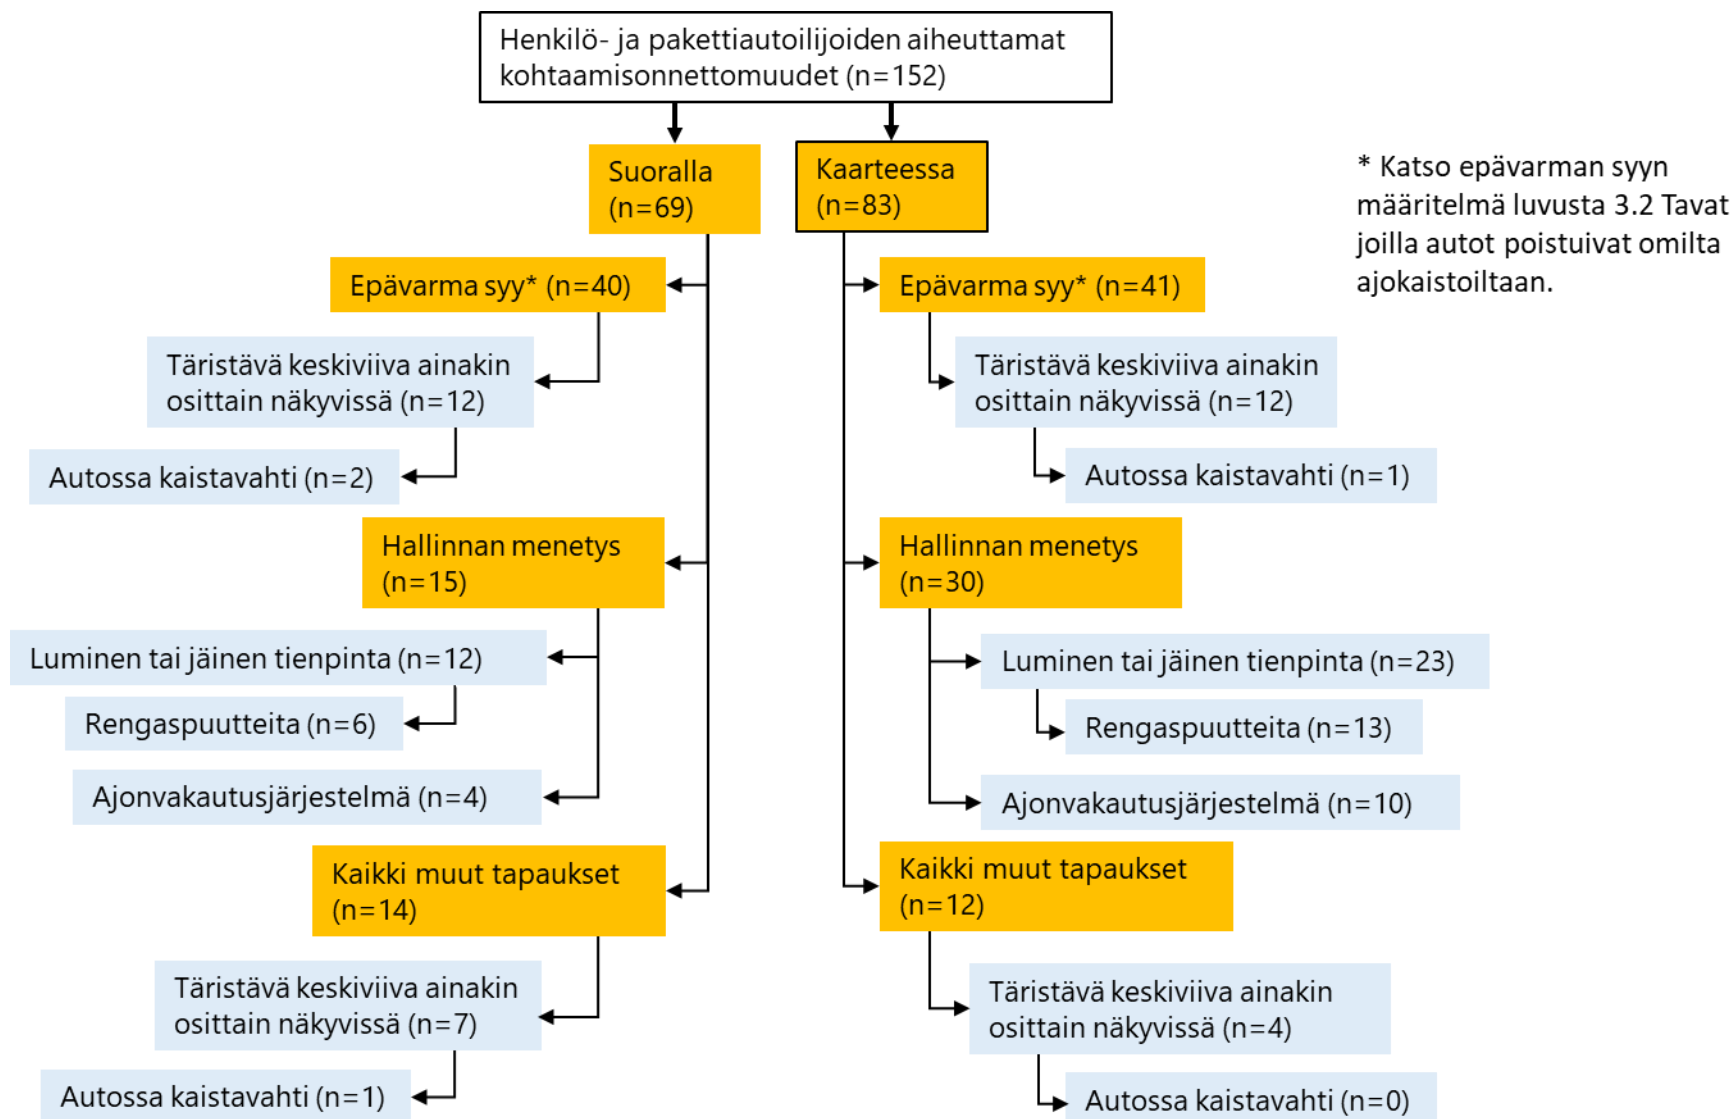 Henkilö- ja pakettiautoilijoiden aiheuttamat
kohtaamisonnettomuudet (n=152)
Suoralla
(n=69)
Kaarteessa
(n=83)
* Katso epävarman syyn
määritelmä luvusta 3.2 Tavat
joilla autot poistuivat omilta
ajokaistoiltaan.
Epävarma syy* (n=40)
Täristävä keskiviiva ainakin
osittain näkyvissä (n=12)
Autossa kaistavahti (n=2)
Hallinnan menetys
(n=15)
Luminen tai jäinen tienpinta (n=12)
Rengaspuutteita (n=6)
Ajonvakautusjärjestelmä (n=4)
Kaikki muut tapaukset
(n=14)
Täristävä keskiviiva ainakin
osittain näkyvissä (n=7)
Autossa kaistavahti (n=1)
Epävarma syy* (n=41)
Täristävä keskiviiva ainakin
osittain näkyvissä (n=12)
Autossa kaistavahti (n=1)
Hallinnan menetys
(n=30)
Luminen tai jäinen tienpinta (n=23)
Rengaspuutteita (n=13)
Ajonvakautusjärjestelmä (n=10)
Kaikki muut tapaukset
(n=12)
Täristävä keskiviiva ainakin
osittain näkyvissä (n=4)
Autossa kaistavahti (n=0)